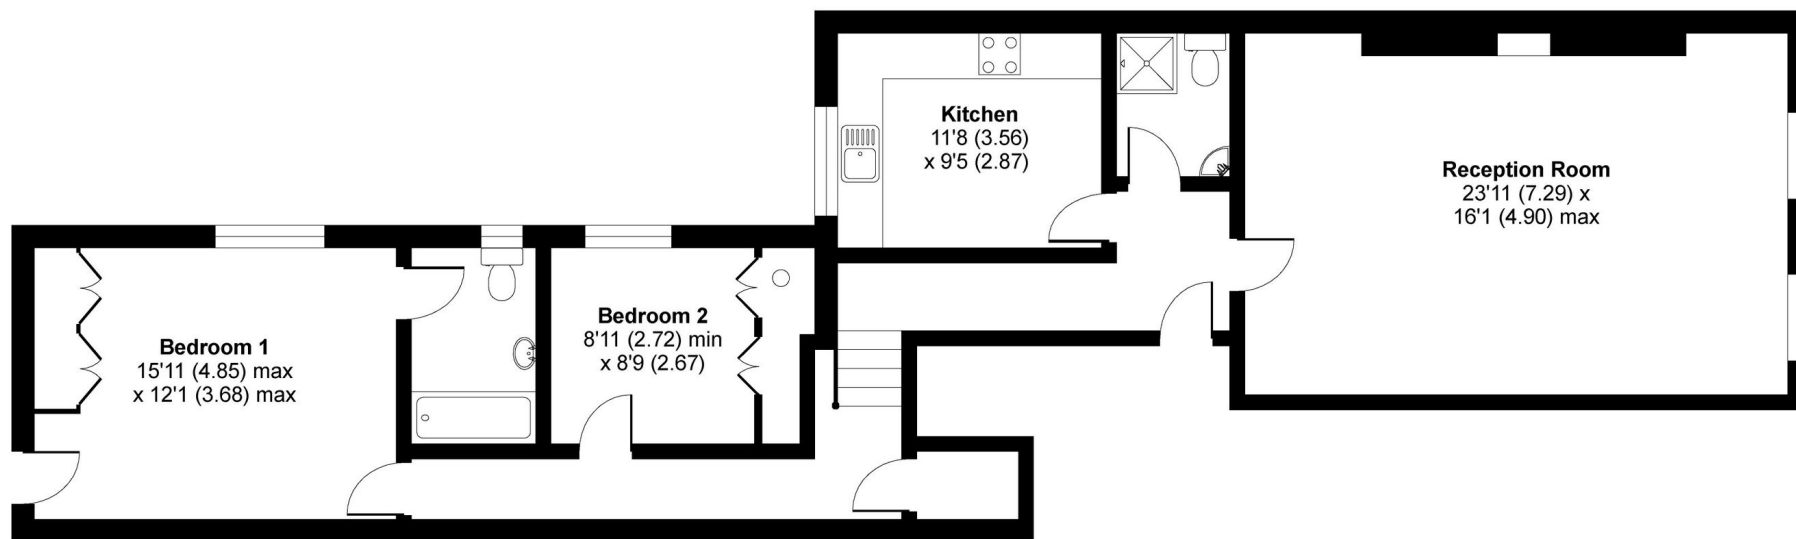 Kitchen
11'8 (3.56)
x 9'5 (2.87)
Reception Room
23'11 (7.29) x
16'1 (4.90) max
Bedroom 1
15'11 (4.85) max
x 12'1 (3.68) max
Bedroom 2
8'11 (2.72) min
x 8'9 (2.67)